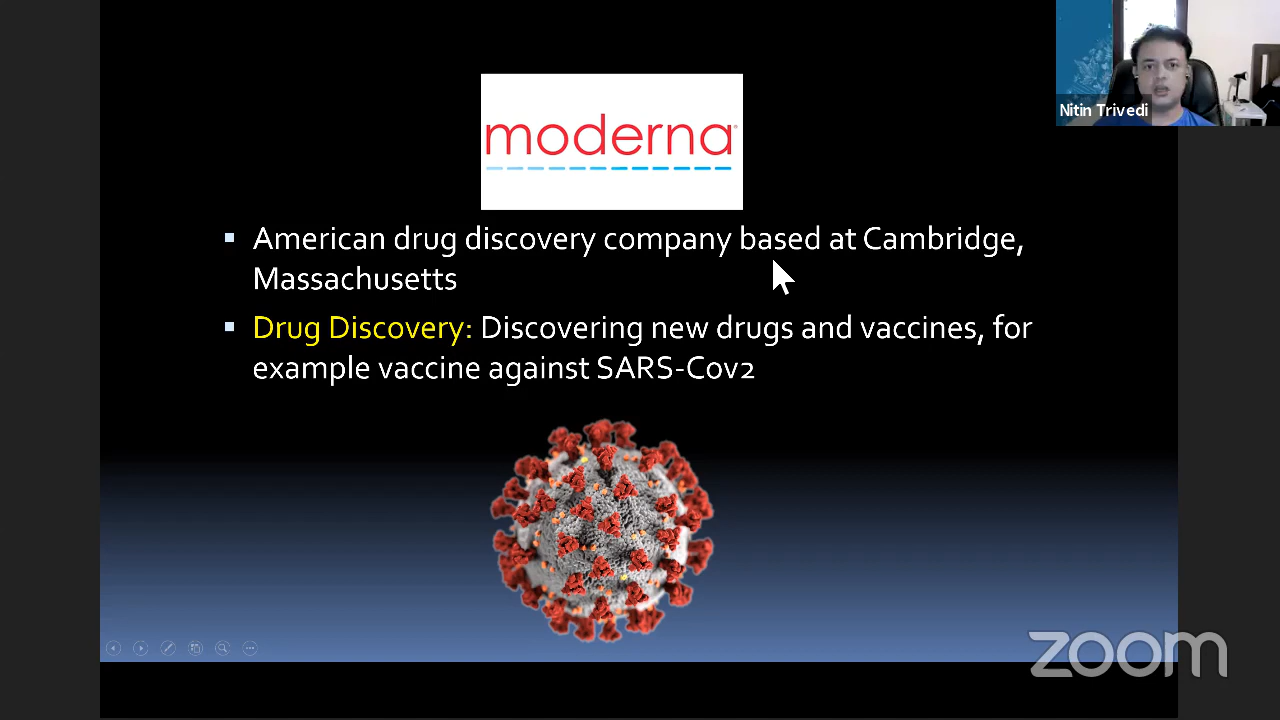 Nitin Trivedi
moderna
American drug discovery company based at Cambridge,
Massachusetts
Drug Discovery: Discovering new drugs and vaccines, for
example vaccine against SARS-Cov2
zoom